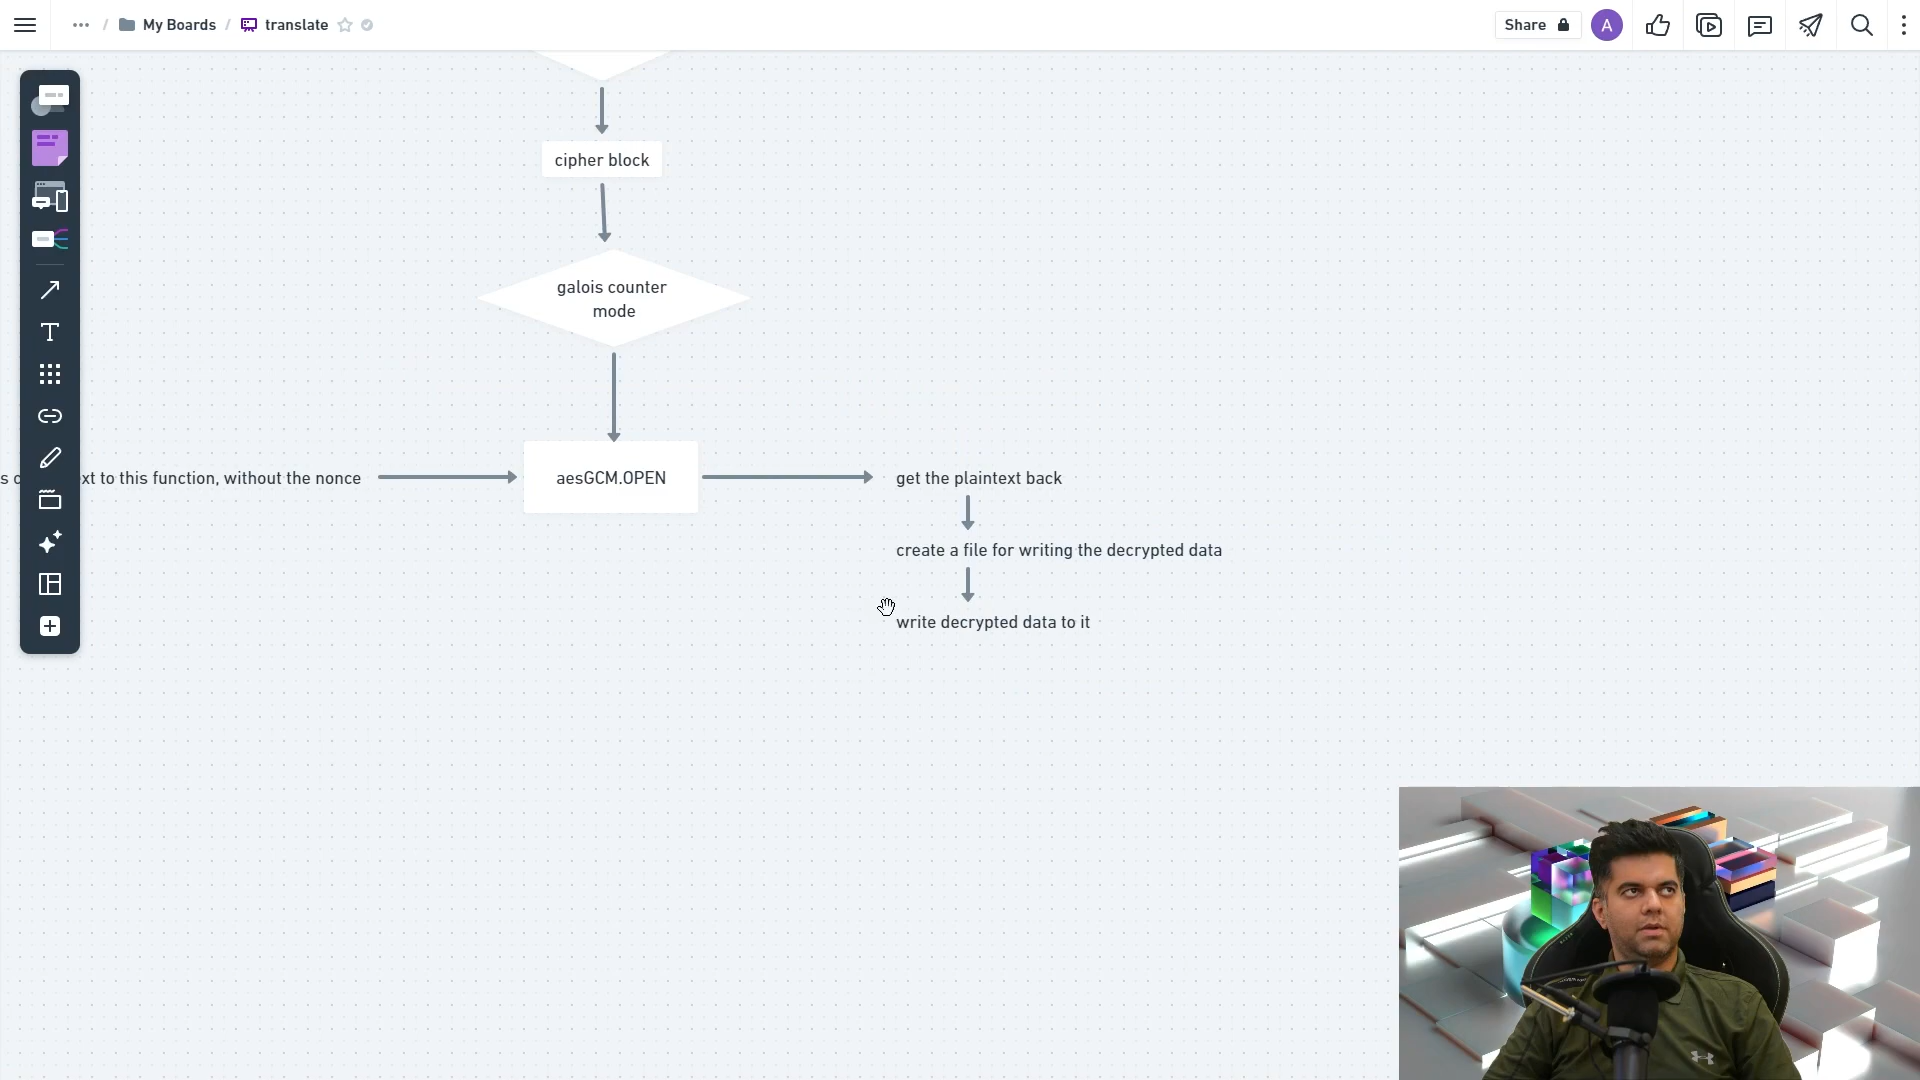 My Boards / translate
Share
A
cipher block
galois counter
mode
to this function, without the nonce
aesGCM.OPEN
get the plaintext back
create a file for writing the decrypted data
write decrypted data to it